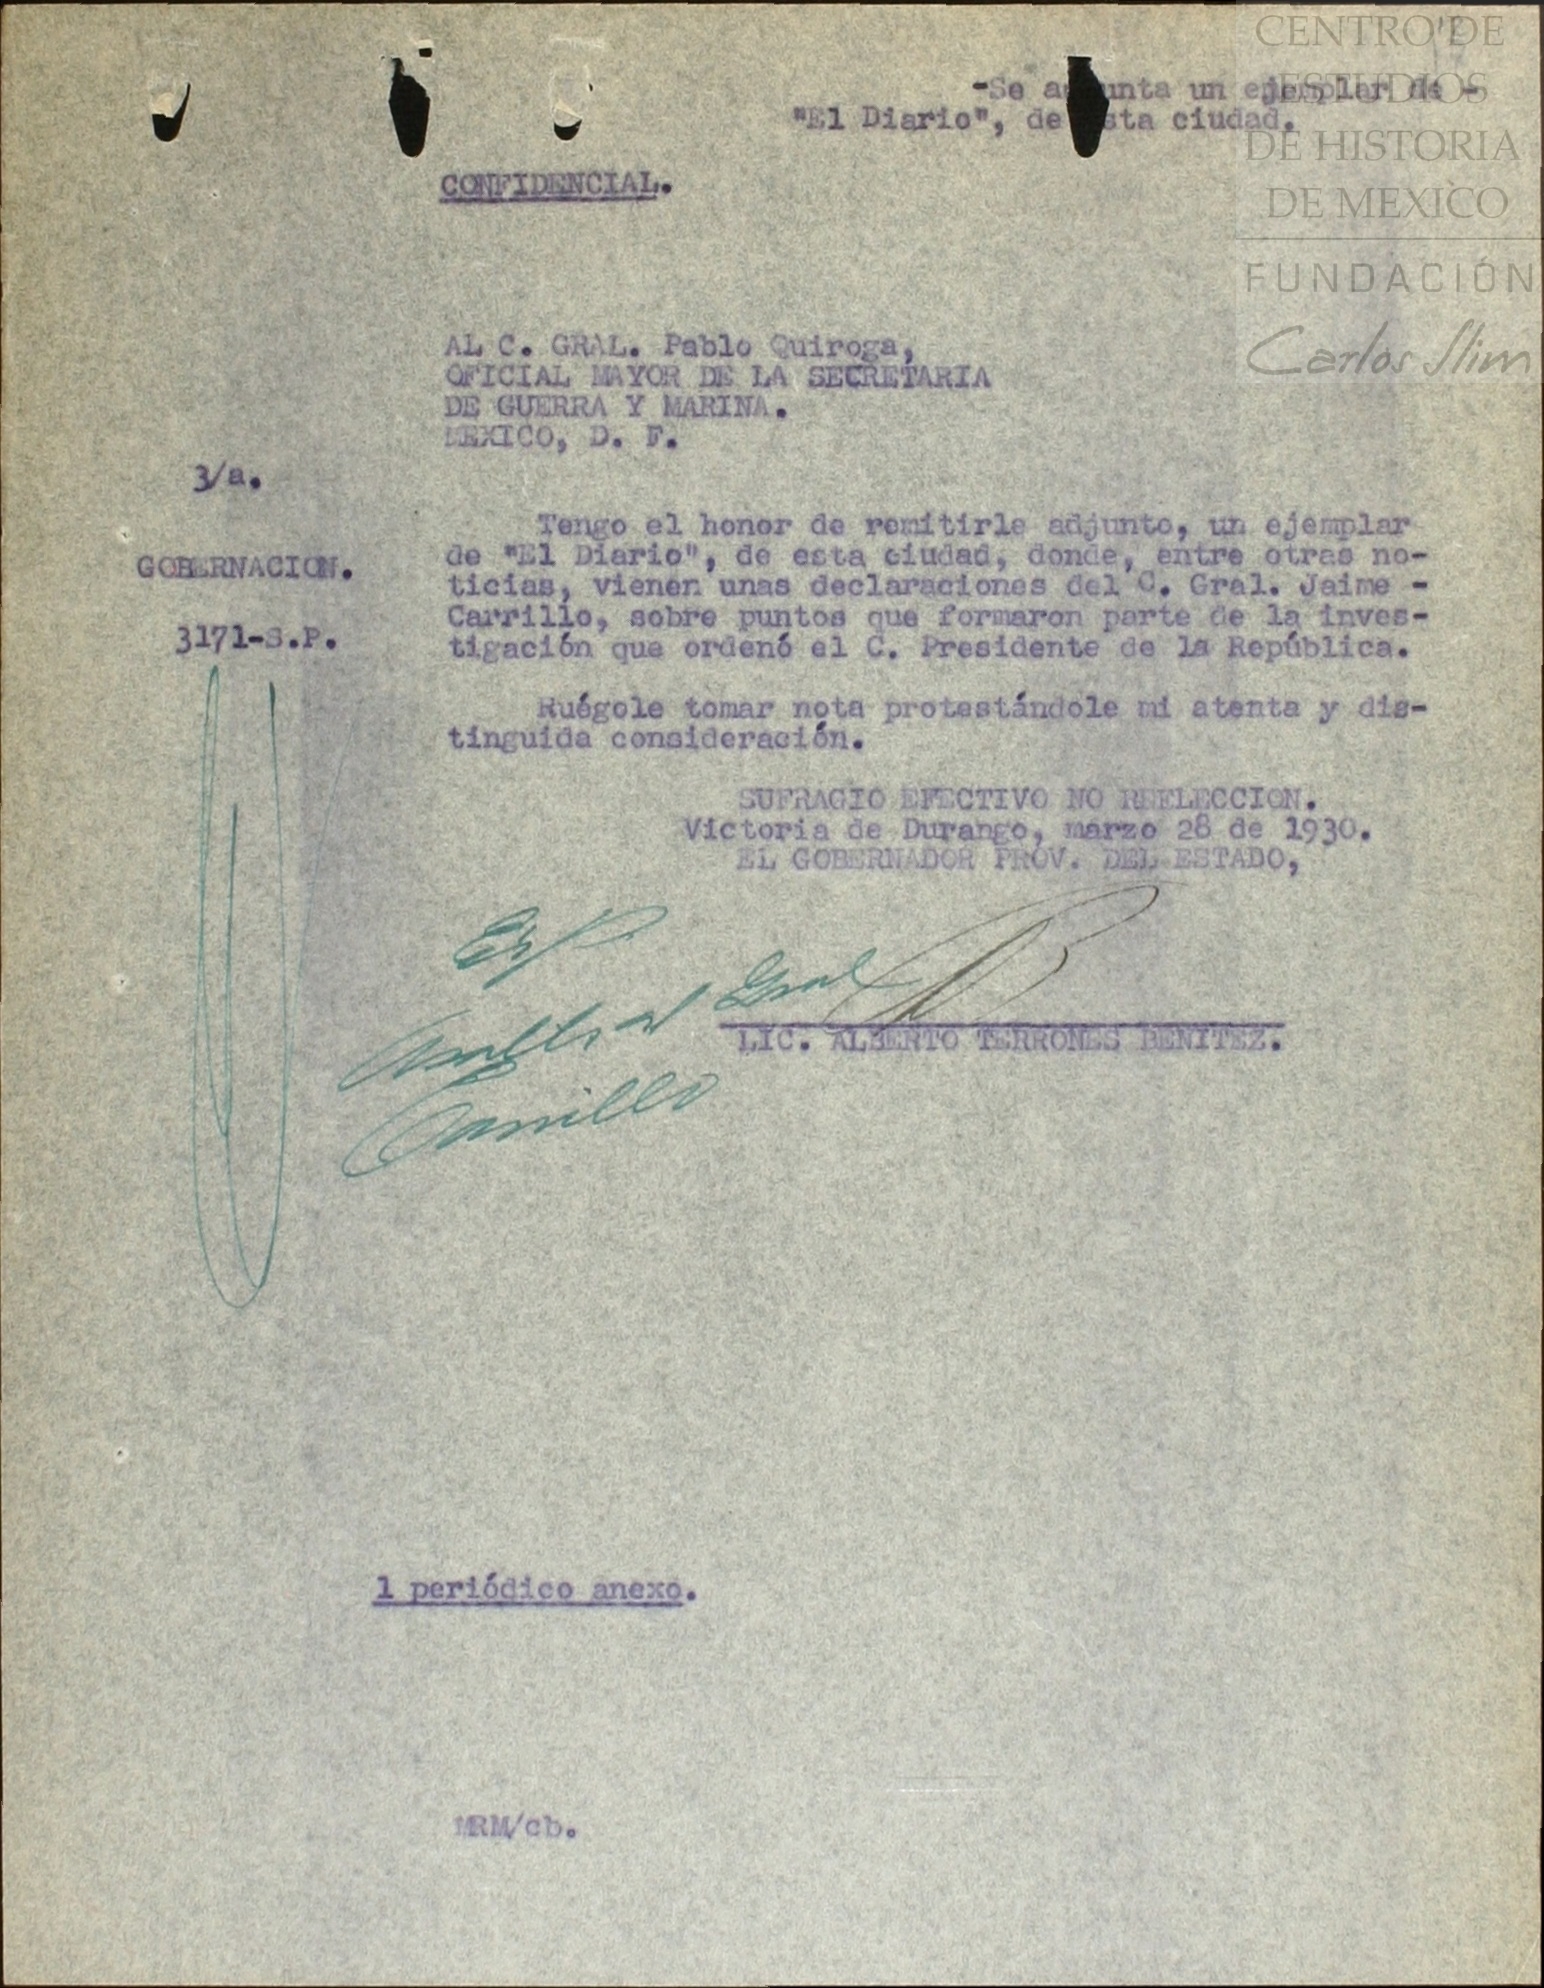 -Se adjunta un ejemplar de -
"El Diario", de esta ciudad.
CONFIDENCIAL.
CENTRO DE
ESTUDIOS
DE HISTORIA
DE MEXICO
FUNDACIÓN
Carlos Slim
AL C. GRAL. Pablo Quiroga,
OFICIAL MAYOR DE LA SECRETARIA
DE GUERRA Y MARINA.
MEXICO, D. F.
3/a.
GOBERNACION.
3171-S.P.
Tengo el honor de remitirle adjunto, un ejemplar
de "El Diario", de esta ciudad, donde, entre otras no-
ticias, vienen unas declaraciones del C. Gral. Jaime -
Carrillo, sobre puntos que formaron parte de la inves-
tigación que ordenó el C. Presidente de la República.
Ruégole tomar nota protestándole mi atenta y dis-
tinguida consideración.
SUFRAGIO EFECTIVO NO REELECCION.
Victoria de Durango, marzo 28 de 1930.
EL GOBERNADOR PROV. DEL ESTADO,
al Gral
Carrillo
LIC. ALBERTO TERRONES BENITEZ.
1 periódico anexo.
MRM/cb.